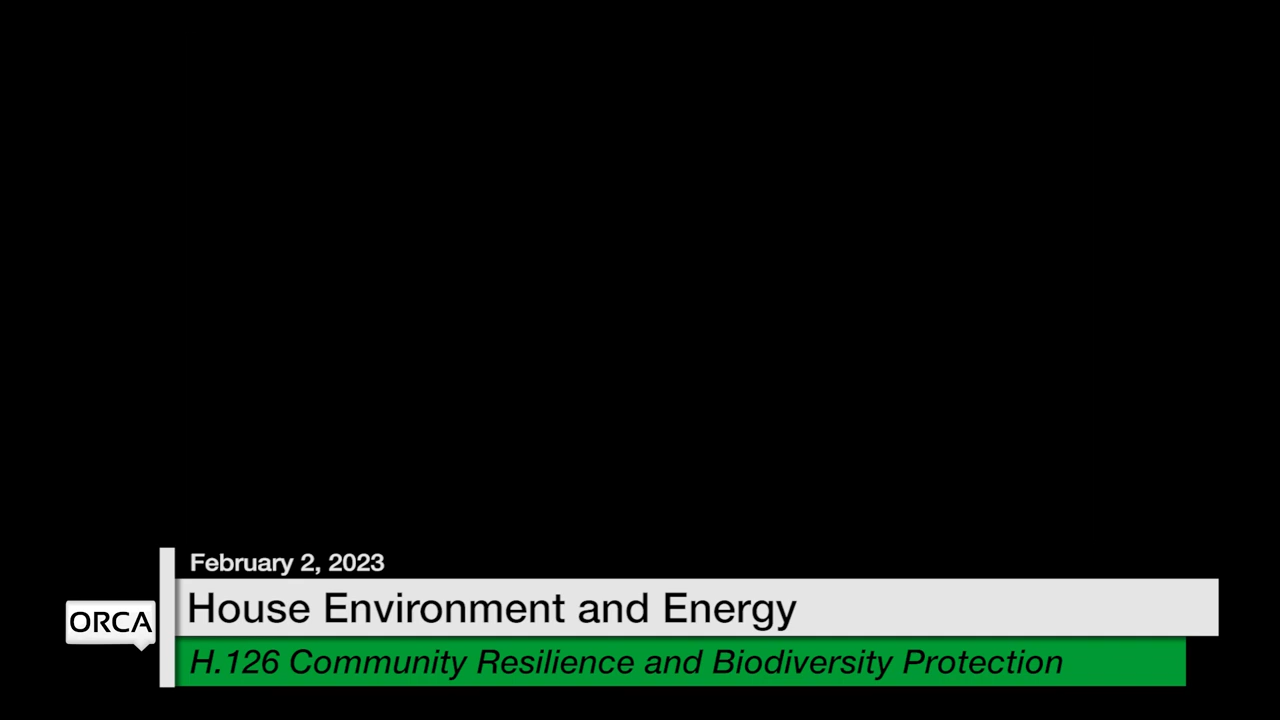 February 2, 2023
House Environment and Energy
ORCA
H.126 Community Resilience and Biodiversity Protection